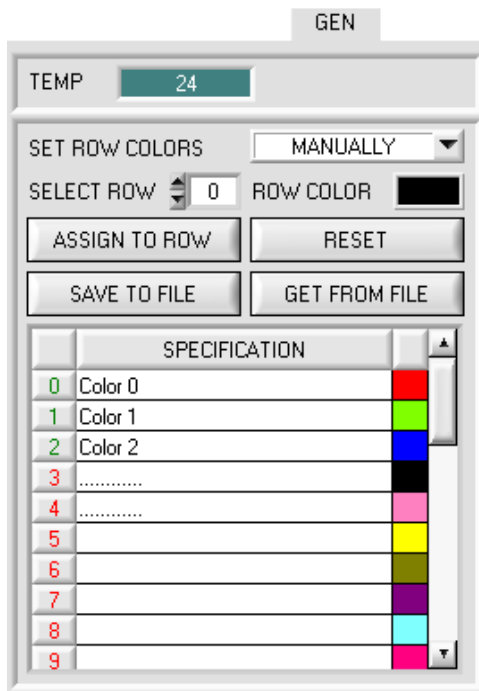 GEN
TEMP 24
SET ROW COLORS MANUALLY
SELECT ROW 0 ROW COLOR
ASSIGN TO ROW RESET
SAVE TO FILE GET FROM FILE
SPECIFICATION
0 Color 0
1 Color 1
2 Color 2
3 ............
4 ............
5
6
7
8
9